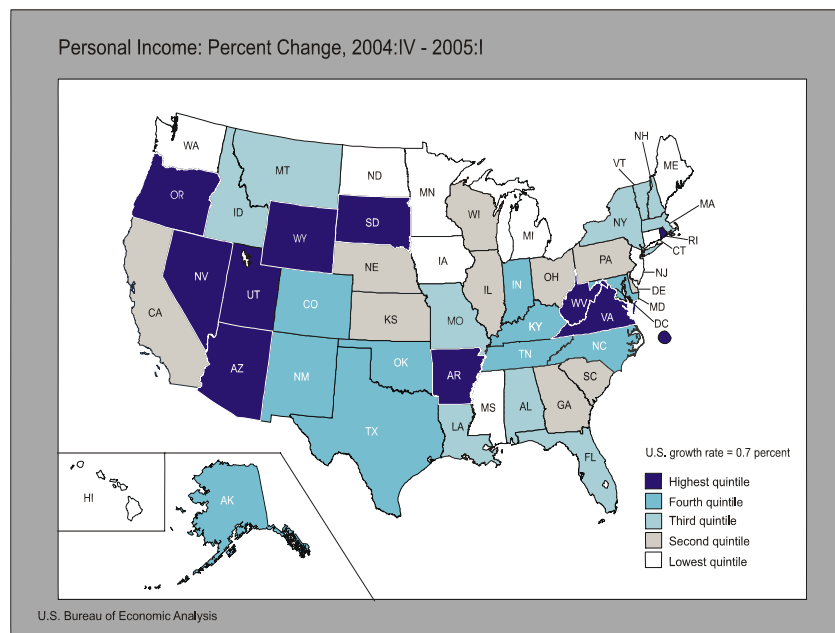 Personal Income: Percent Change, 2004:IV - 2005:I
WA
OR
CA
NV
ID
MT
WY
UT
AZ
CO
NM
ND
SD
NE
KS
OK
TX
MN
IA
MO
AR
LA
WI
IL
MS
MI
IN
OH
KY
TN
AL
GA
FL
SC
NC
VA
WV
PA
NY
VT
NH
ME
MA
RI
CT
NJ
DE
MD
DC
HI
AK
U.S. growth rate = 0.7 percent
Highest quintile
Fourth quintile
Third quintile
Second quintile
Lowest quintile
U.S. Bureau of Economic Analysis